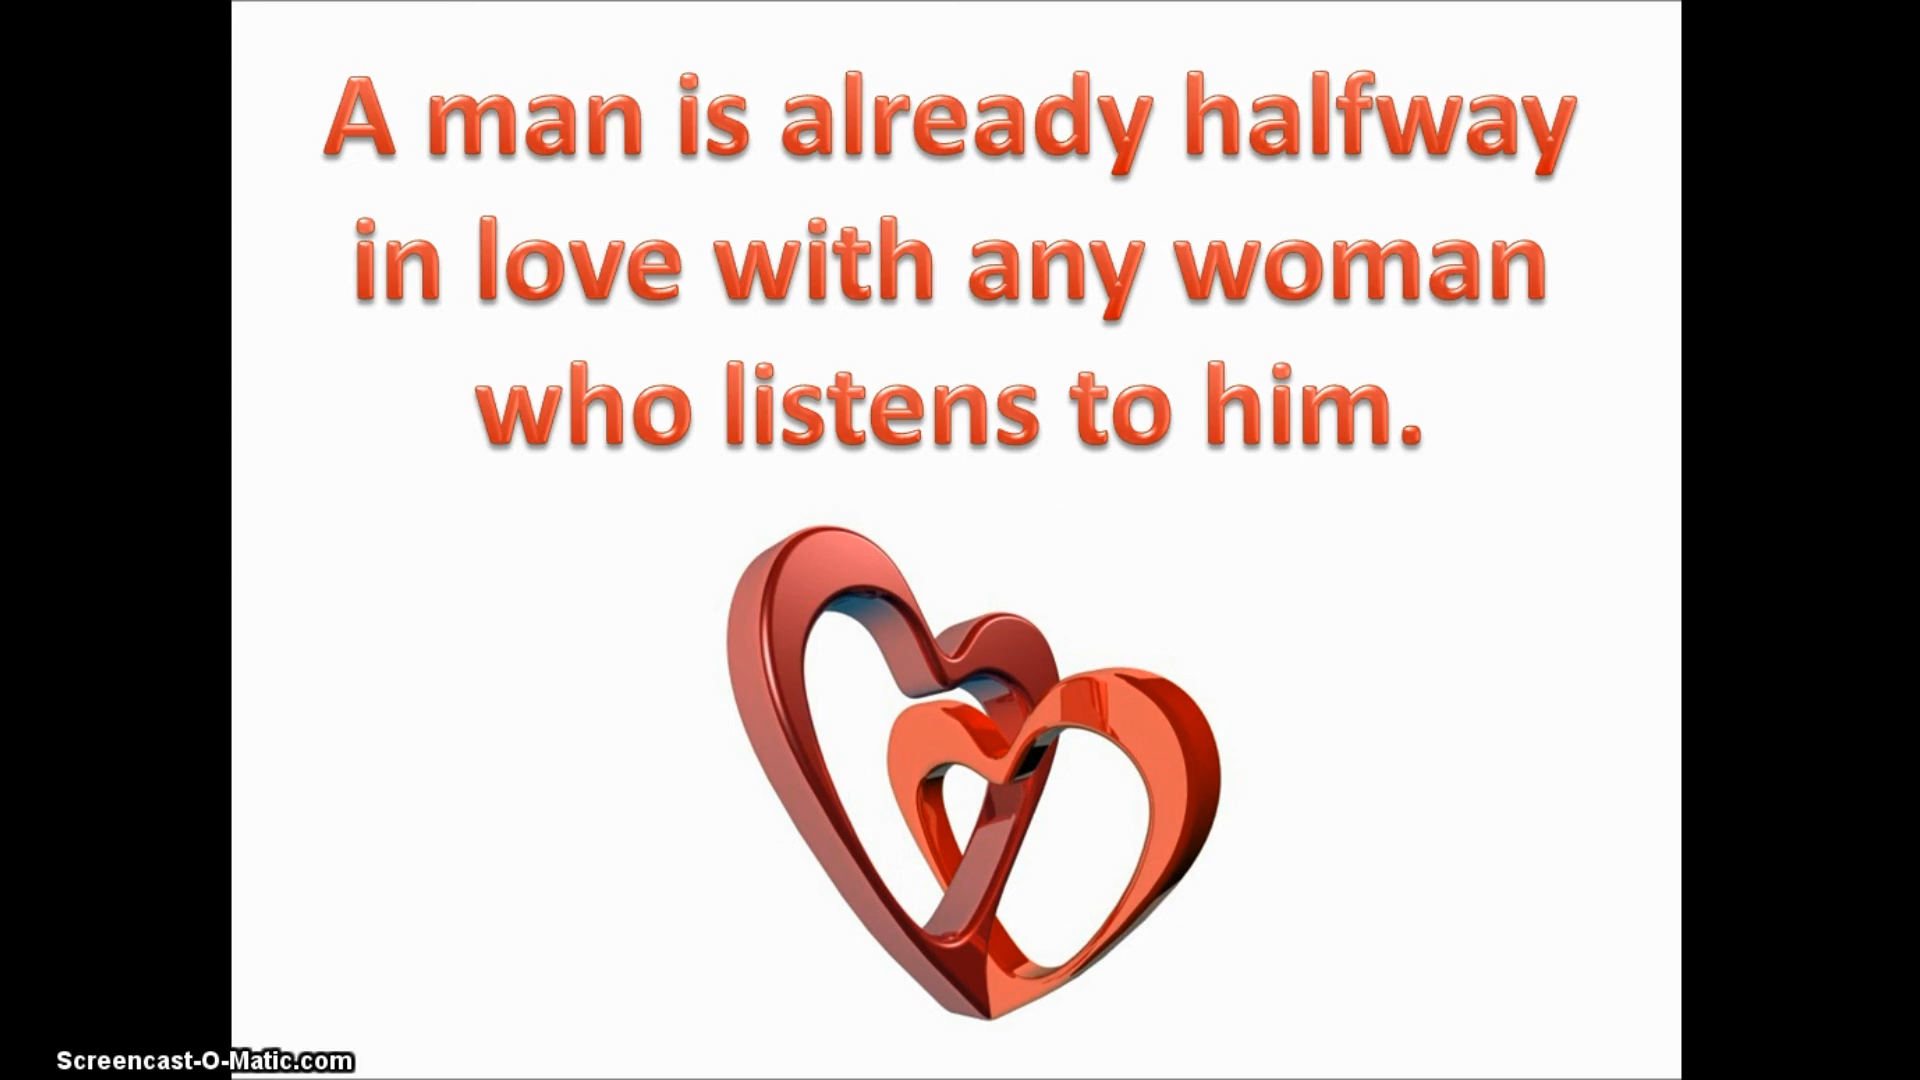 A man is already halfway
in love with any woman
who listens to him.
Screencast-O-Matic.com